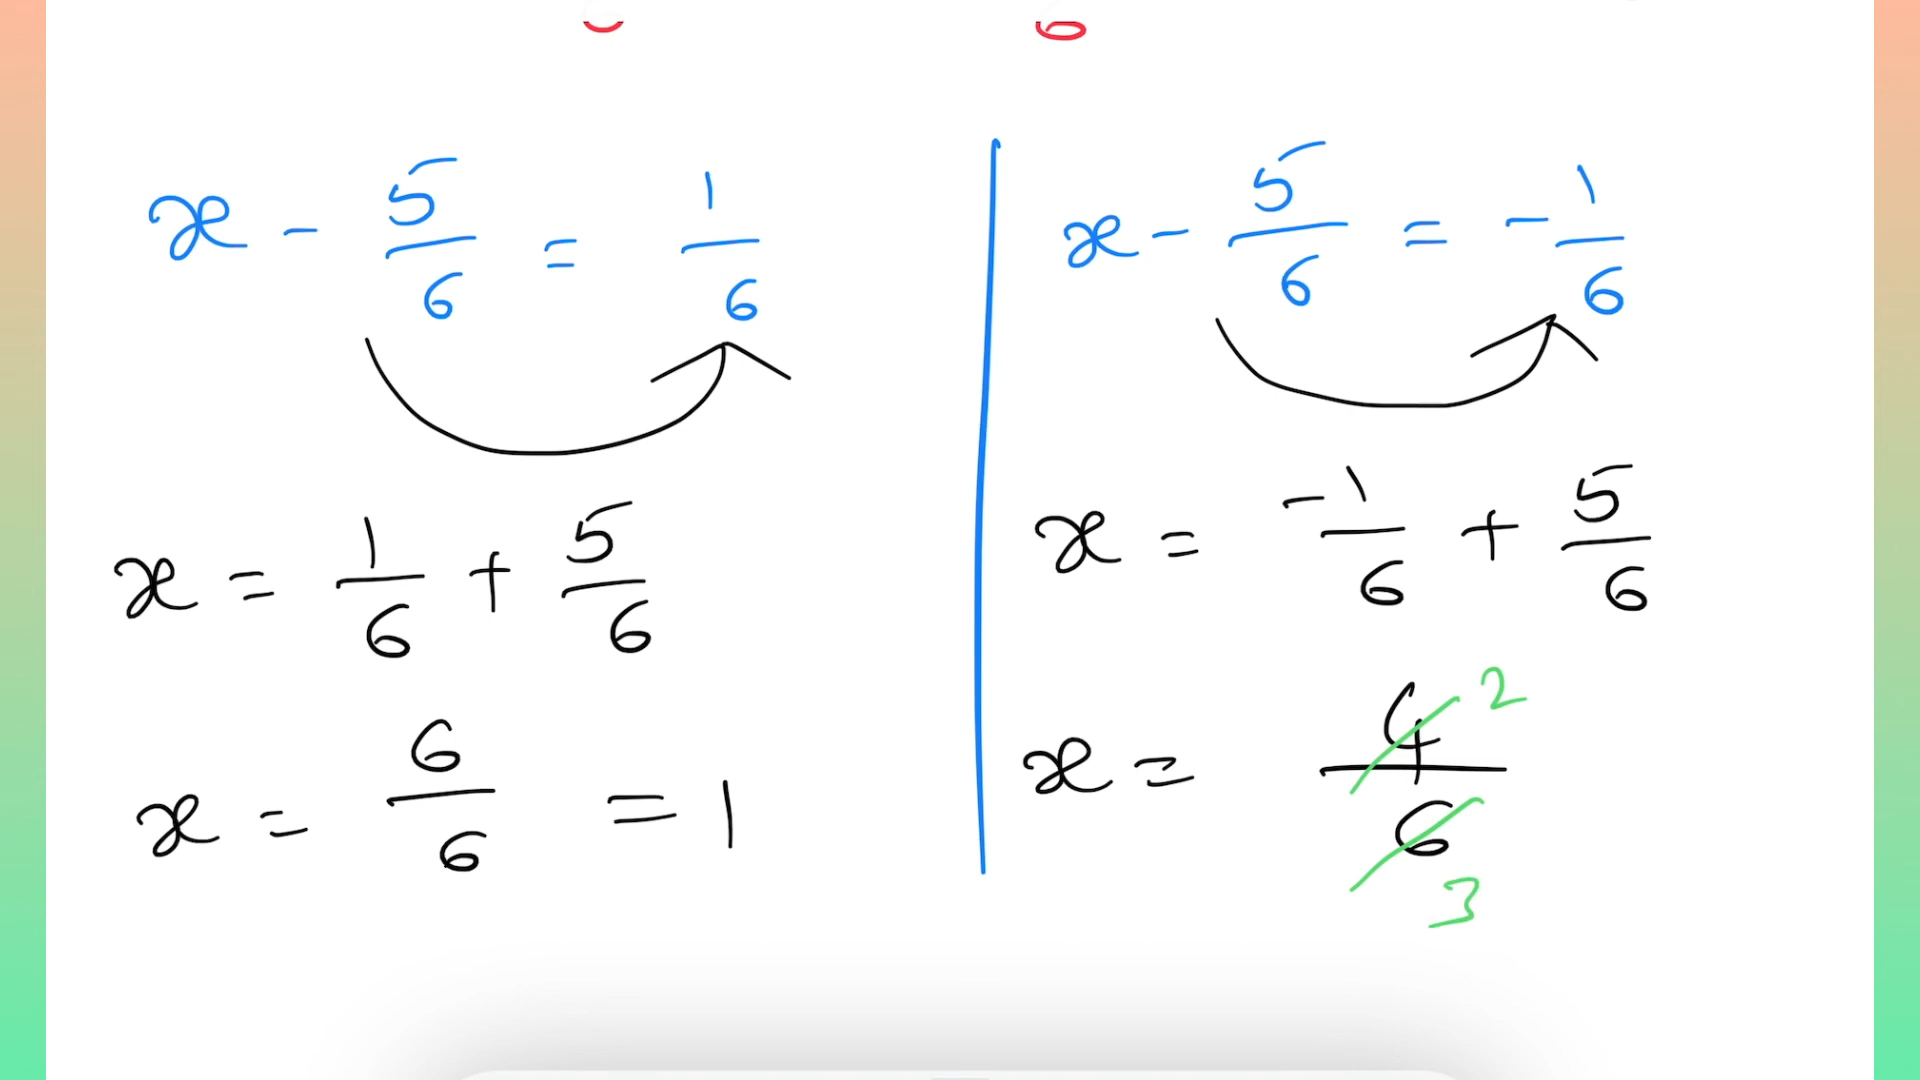 x - 5/6 = 1/6
x = 1/6 + 5/6
x = 6/6 = 1
x - 5/6 = -1/6
x = -1/6 + 5/6
x = 4/6
2
3